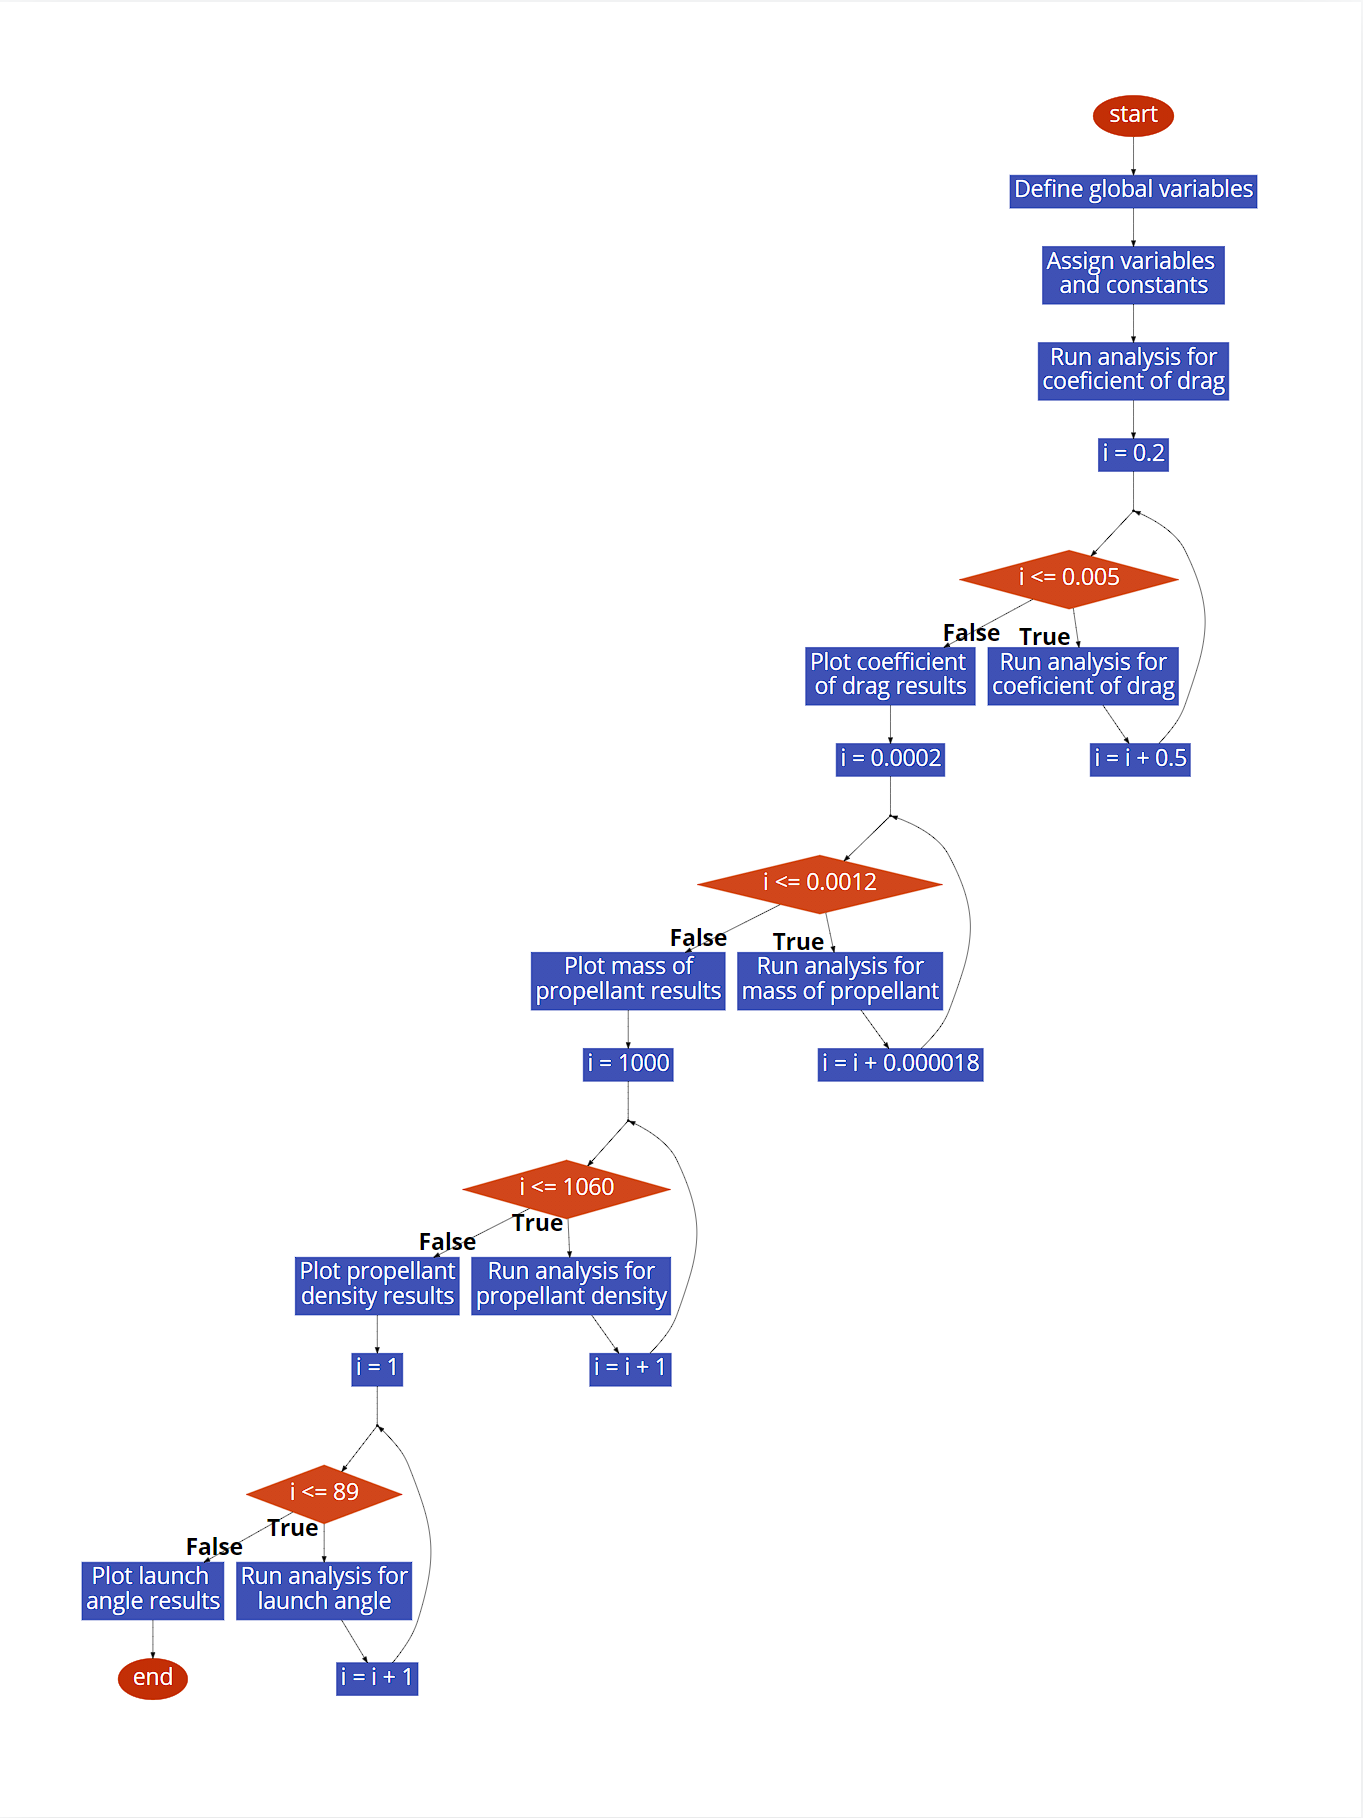 start
Define global variables
Assign variables
and constants
Run analysis for
coeficient of drag
i = 0.2
i <= 0.005
False
True
Plot coefficient
of drag results
Run analysis for
coeficient of drag
i = 0.0002
i = i + 0.5
i <= 0.0012
False
True
Plot mass of
propellant results
Run analysis for
mass of propellant
i = 1000
i = i + 0.000018
i <= 1060
True
False
Plot propellant
density results
Run analysis for
propellant density
i = 1
i = i + 1
i <= 89
True
False
Plot launch
angle results
Run analysis for
launch angle
end
i = i + 1